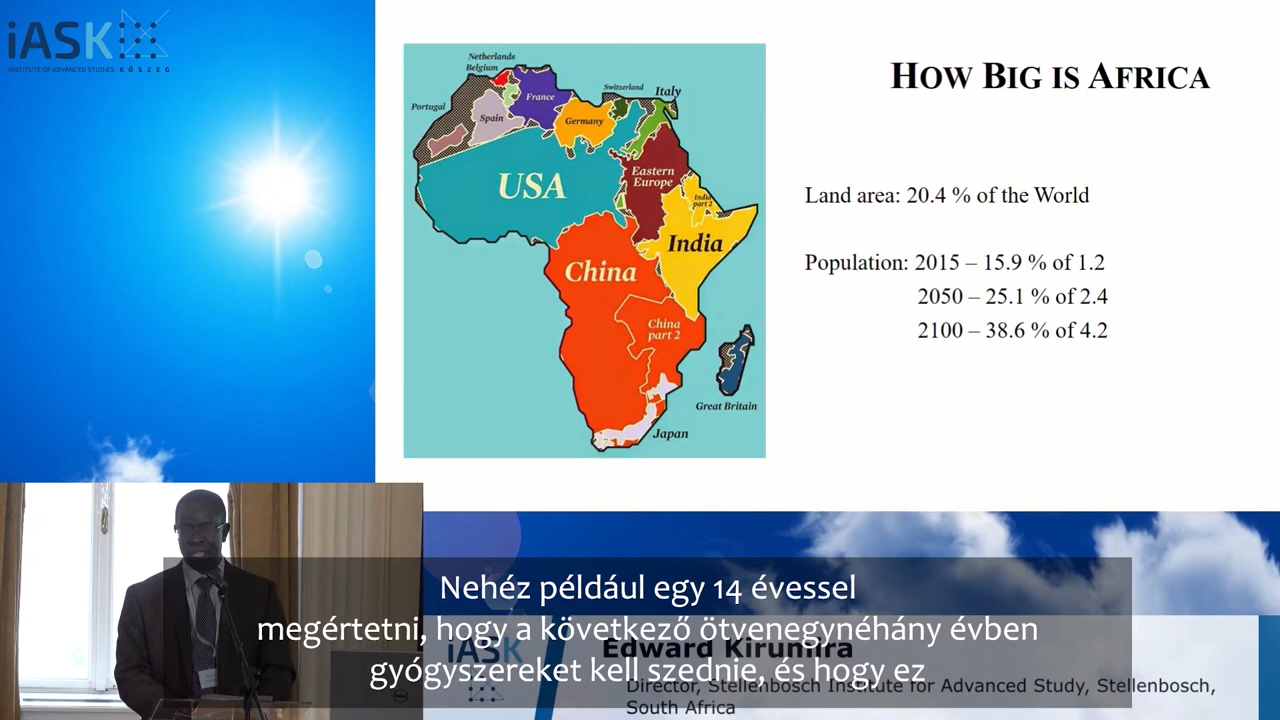 iASK
INSTITUTE OF ADVANCED STUDIES KŐSZEG
HOW BIG IS AFRICA
Netherlands
Belgium
Switzerland
Italy
Portugal
Spain
France
Germany
USA
Eastern
Europe
India
part 2
India
China
China
part 2
Great Britain
Japan
Land area: 20.4 % of the World
Population: 2015 – 15.9 % of 1.2
2050 – 25.1 % of 2.4
2100 – 38.6 % of 4.2
Nehéz például egy 14 évessel
megértetni, hogy a következő ötvenegynéhány évben
gyógyszereket kell szednie, és hogy ez
iASK
Edward Kirumira
Director, Stellenbosch Institute for Advanced Study, Stellenbosch,
South Africa